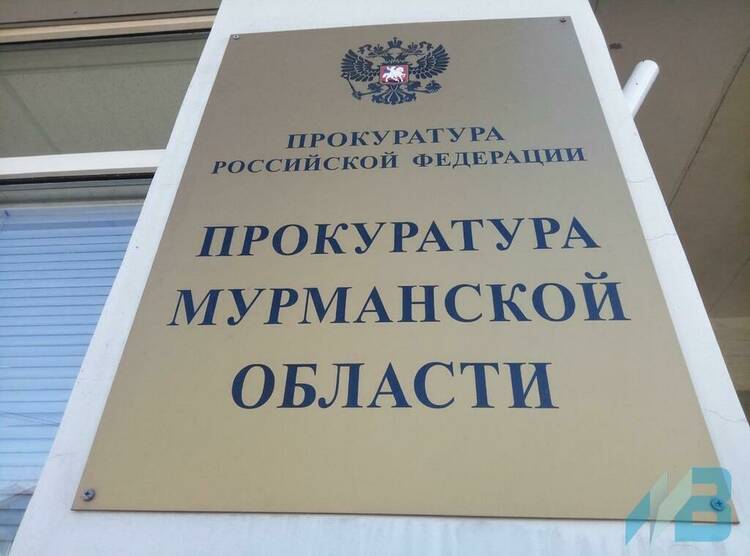 ПРОКУРАТУРА
РОССИЙСКОЙ ФЕДЕРАЦИИ
ПРОКУРАТУРА
МУРМАНСКОЙ
ОБЛАСТИ